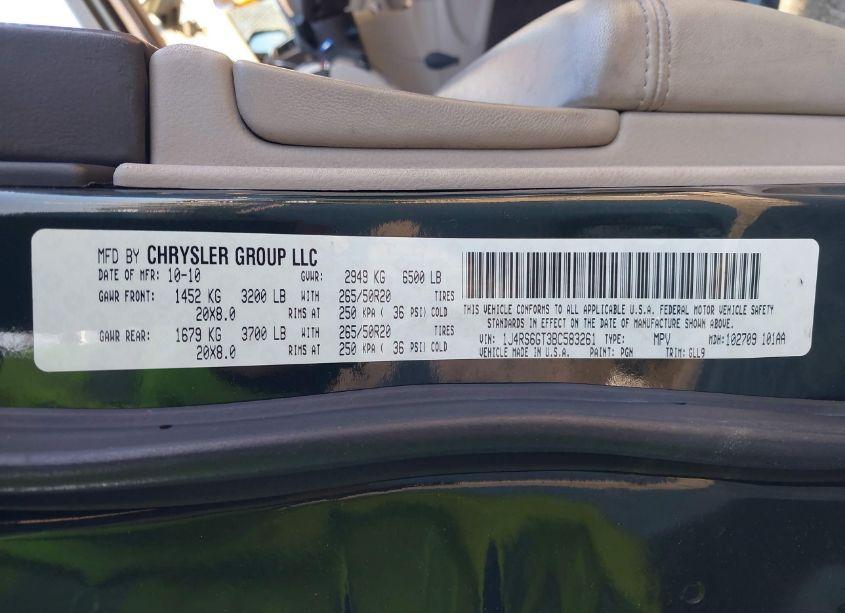 MFD BY CHRYSLER GROUP LLC
DATE OF MFR: 10-10 GVWR: 2949 KG 6500 LB
GAWR FRONT: 1452 KG 3200 LB WITH 265/50R20 TIRES
20X8.0 RIMS AT 250 KPA ( 36 PSI) COLD
GAWR REAR: 1679 KG 3700 LB WITH 265/50R20 TIRES
20X8.0 RIMS AT 250 KPA ( 36 PSI) COLD
THIS VEHICLE CONFORMS TO ALL APPLICABLE U.S.A. FEDERAL MOTOR VEHICLE SAFETY
STANDARDS IN EFFECT ON THE DATE OF MANUFACTURE SHOWN ABOVE.
VIN: 1J4RS6GT3BC583261 TYPE: MPV MDH: 102709 101AA
VEHICLE MADE IN U.S.A. PAINT: PGN TRIM: GLL9